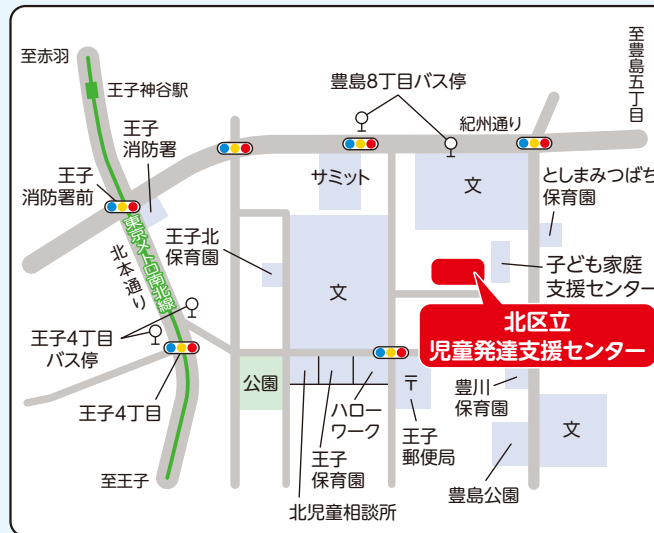 至赤羽
王子神谷駅
王子
消防署
王子
消防署前
豊島8丁目バス停
紀州通り
至豊島五丁目
サミット
文
としまみつばち
保育園
東京メトロ南北線
北本通り
王子北
保育園
文
子ども家庭
支援センター
北区立
児童発達支援センター
王子4丁目
バス停
王子4丁目
公園
ハロー
ワーク
〒
王子
郵便局
豊川
保育園
王子
保育園
文
至王子
北児童相談所
豊島公園